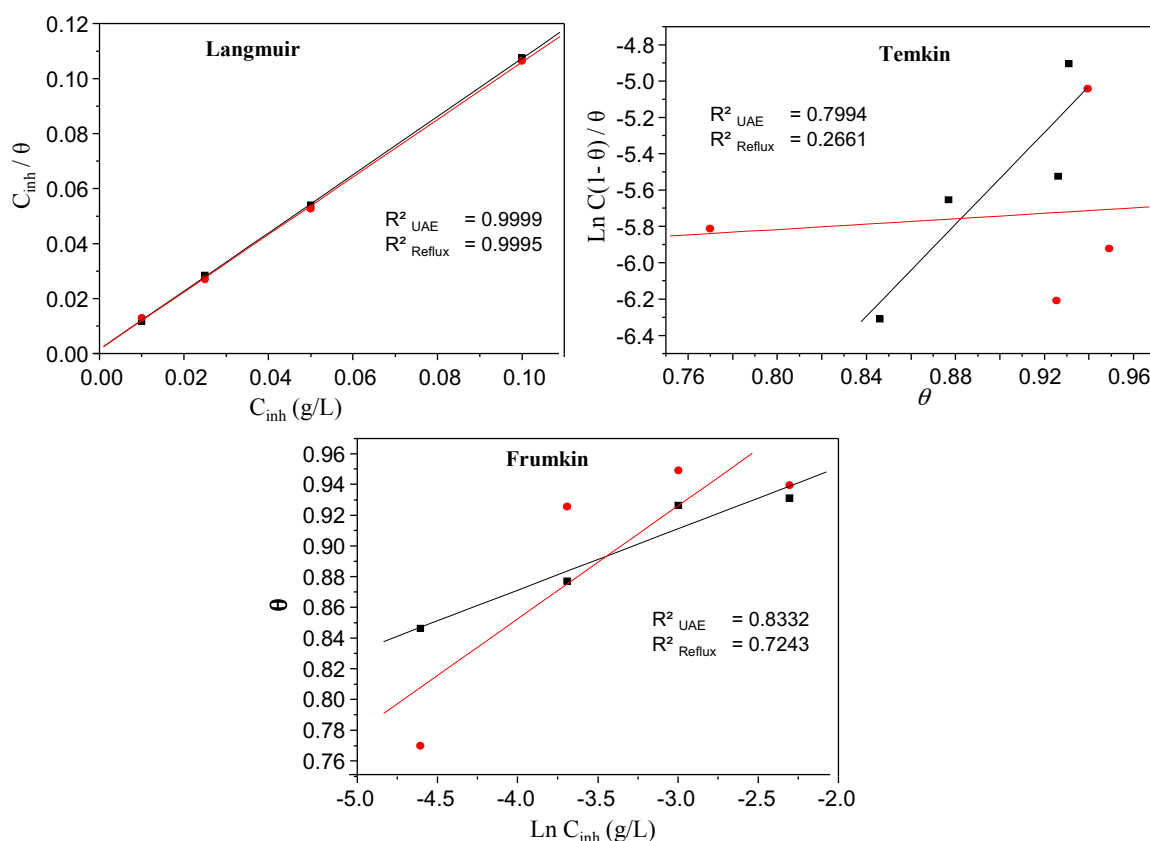 Langmuir
C_inh / θ
0.12
0.10
0.08
0.06
0.04
0.02
0.00
R² UAE = 0.9999
R² Reflux = 0.9995
0.00 0.02 0.04 0.06 0.08 0.10
C_inh (g/L)
Temkin
Ln C(1- θ) / θ
-4.8
-5.0
-5.2
-5.4
-5.6
-5.8
-6.0
-6.2
-6.4
R² UAE = 0.7994
R² Reflux = 0.2661
0.76 0.80 0.84 0.88 0.92 0.96
θ
Frumkin
θ
0.96
0.94
0.92
0.90
0.88
0.86
0.84
0.82
0.80
0.78
0.76
R² UAE = 0.8332
R² Reflux = 0.7243
-5.0 -4.5 -4.0 -3.5 -3.0 -2.5 -2.0
Ln C_inh (g/L)